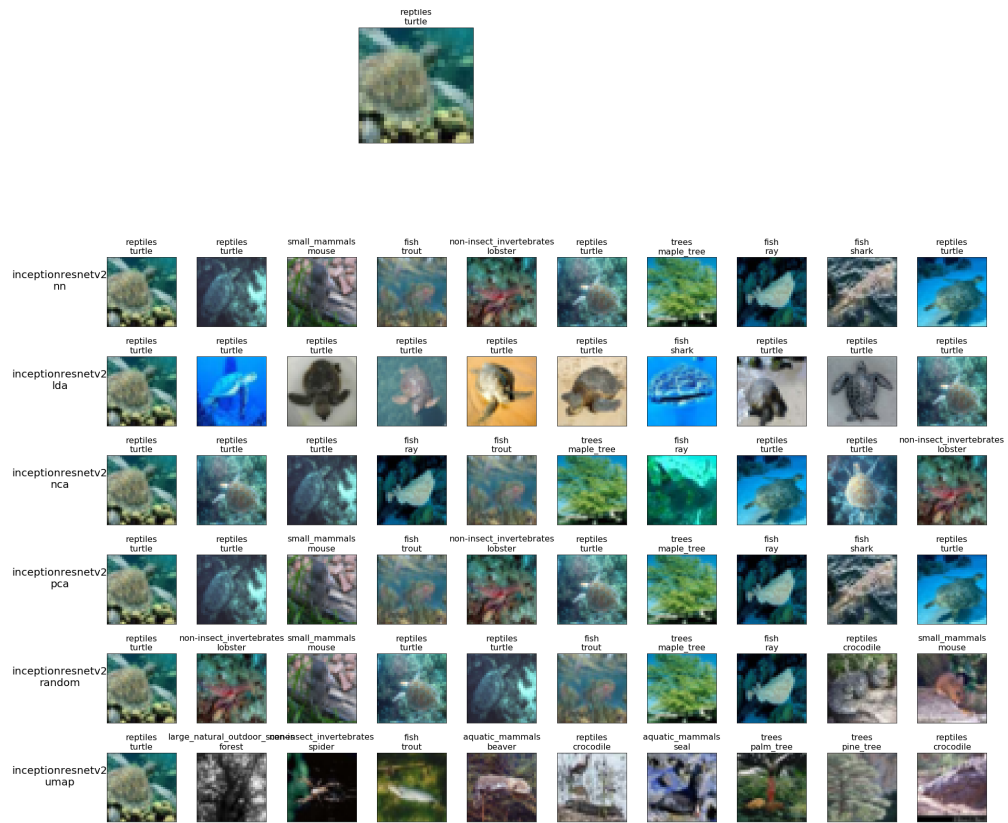 reptiles
turtle
inceptionresnetv2
nn
reptiles
turtle
reptiles
turtle
small_mammals
mouse
fish
trout
non-insect_invertebrates
lobster
reptiles
turtle
trees
maple_tree
fish
ray
fish
shark
reptiles
turtle
inceptionresnetv2
lda
reptiles
turtle
reptiles
turtle
reptiles
turtle
reptiles
turtle
reptiles
turtle
reptiles
turtle
fish
shark
reptiles
turtle
reptiles
turtle
reptiles
turtle
inceptionresnetv2
nca
reptiles
turtle
reptiles
turtle
reptiles
turtle
fish
ray
fish
trout
trees
maple_tree
fish
ray
reptiles
turtle
reptiles
turtle
non-insect_invertebrates
lobster
inceptionresnetv2
pca
reptiles
turtle
reptiles
turtle
small_mammals
mouse
fish
trout
non-insect_invertebrates
lobster
reptiles
turtle
trees
maple_tree
fish
ray
fish
shark
reptiles
turtle
inceptionresnetv2
random
reptiles
turtle
non-insect_invertebrates
lobster
small_mammals
mouse
reptiles
turtle
reptiles
turtle
fish
trout
trees
maple_tree
fish
ray
reptiles
crocodile
small_mammals
mouse
inceptionresnetv2
umap
reptiles
turtle
large_natural_outdoor_scenes
forest
non-insect_invertebrates
spider
fish
trout
aquatic_mammals
beaver
reptiles
crocodile
aquatic_mammals
seal
trees
palm_tree
trees
pine_tree
reptiles
crocodile